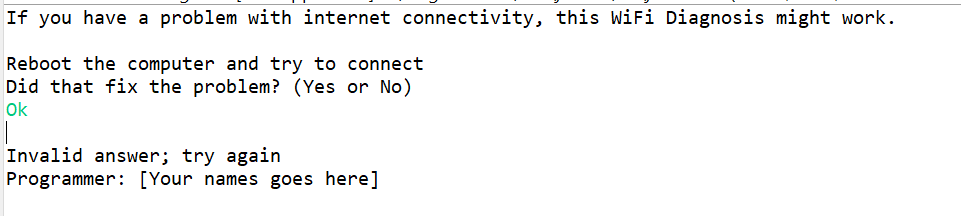 If you have a problem with internet connectivity, this WiFi Diagnosis might work.
Reboot the computer and try to connect
Did that fix the problem? (Yes or No)
Ok
Invalid answer; try again
Programmer: [Your names goes here]